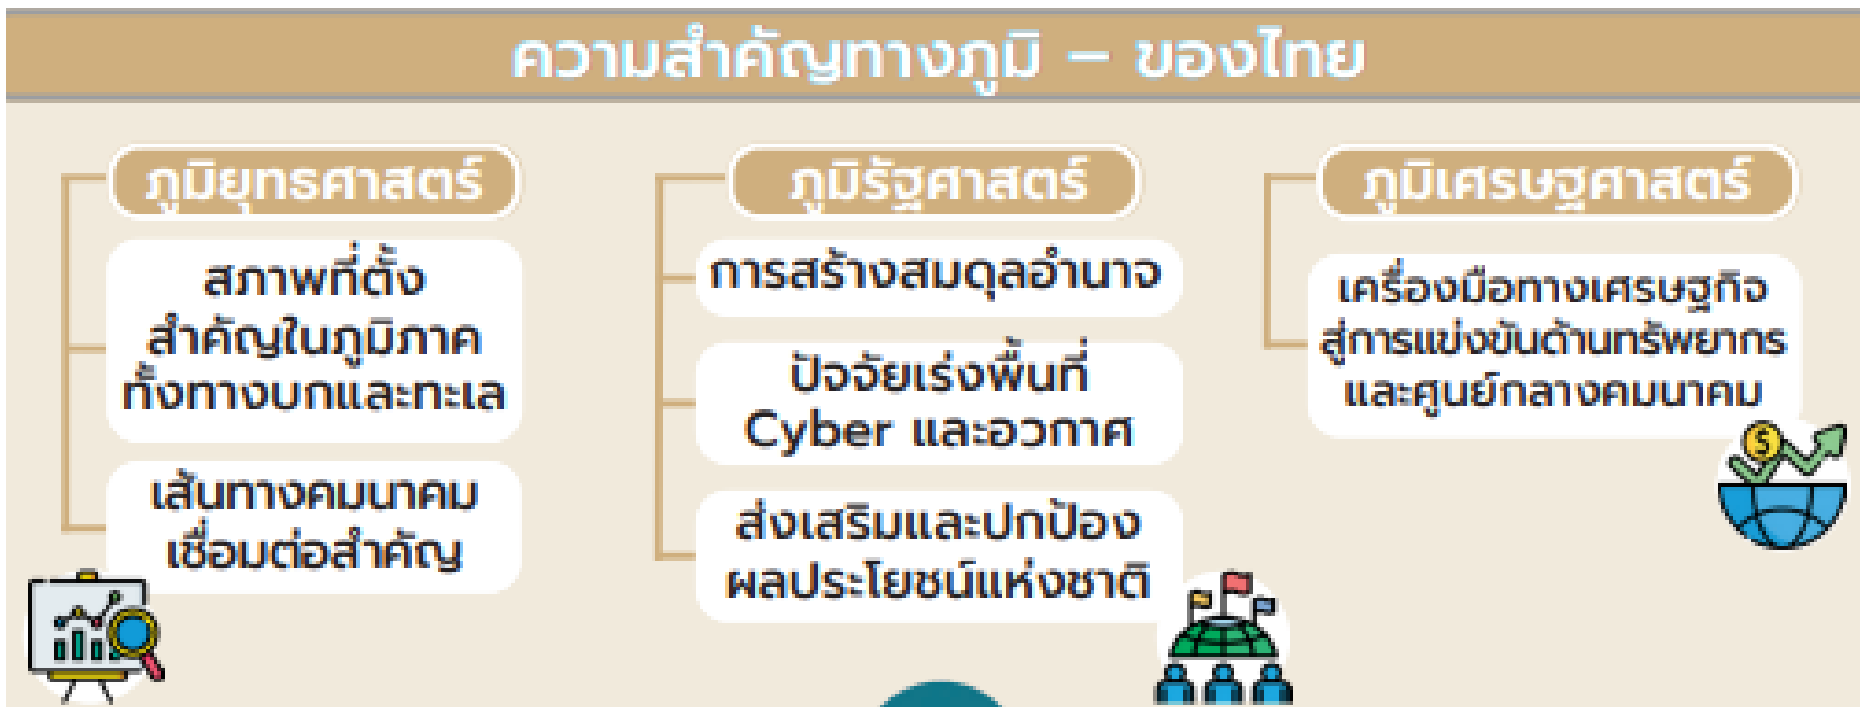 ความสำคัญทางภูมิ – ของไทย
ภูมิยุทรศาสตร์
สภาพที่ตั้ง
สำคัญในภูมิภาค
ทั้งทางบกและทะเล
เส้นทางคมนาคม
เชื่อมต่อสำคัญ
ภูมิรัฐศาสตร์
การสร้างสมดุลอำนาจ
ปัจจัยเร่งพื้นที่
Cyber และอวกาศ
ส่งเสริมและปกป้อง
ผลประโยชน์แห่งชาติ
ภูมิเศรษฐศาสตร์
เครื่องมือทางเศรษฐกิจ
สู่การแข่งขันด้านทรัพยากร
และศูนย์กลางคมนาคม
$